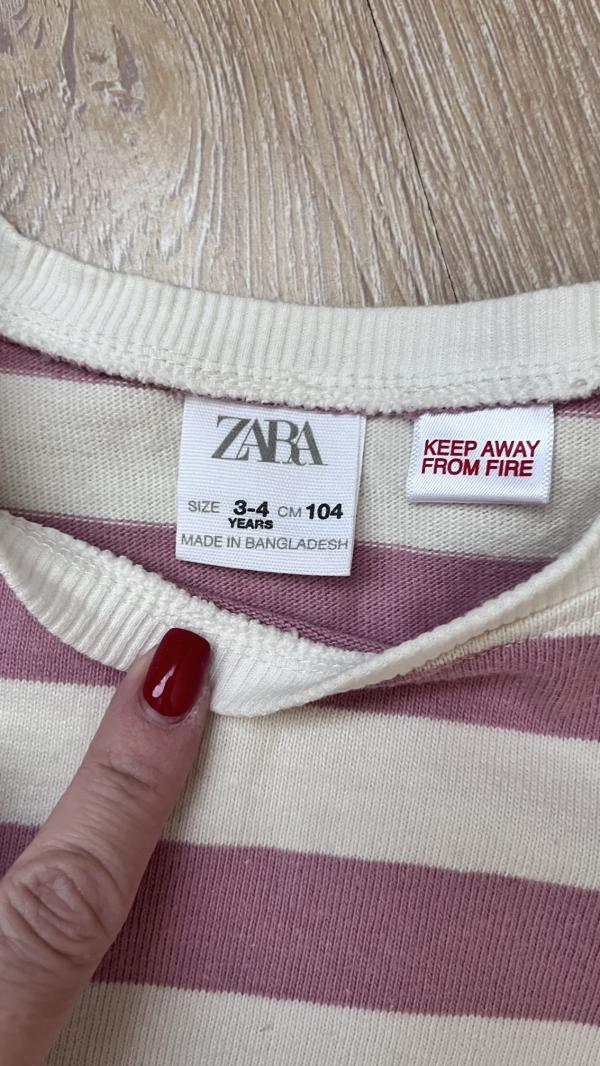 ZARA
SIZE 3-4 CM 104
YEARS
MADE IN BANGLADESH
KEEP AWAY
FROM FIRE